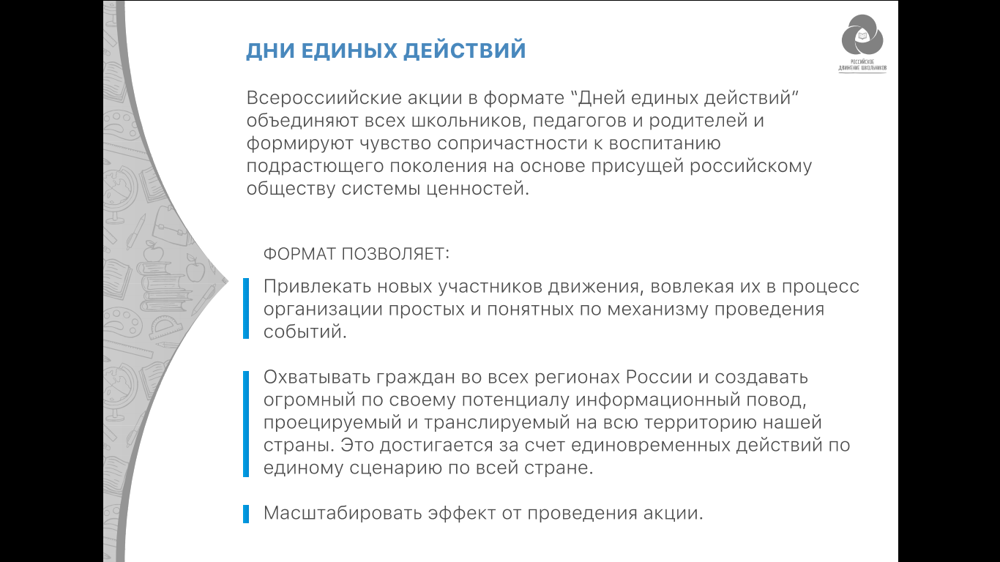 ДНИ ЕДИНЫХ ДЕЙСТВИЙ
РОССИЙСКОЕ
ДВИЖЕНИЕ ШКОЛЬНИКОВ
Всероссиийские акции в формате “Дней единых действий”
объединяют всех школьников, педагогов и родителей и
формируют чувство сопричастности к воспитанию
подрастющего поколения на основе присущей российскому
обществу системы ценностей.
ФОРМАТ ПОЗВОЛЯЕТ:
Привлекать новых участников движения, вовлекая их в процесс
организации простых и понятных по механизму проведения
событий.
Охватывать граждан во всех регионах России и создавать
огромный по своему потенциалу информационный повод,
проецируемый и транслируемый на всю территорию нашей
страны. Это достигается за счет единовременных действий по
единому сценарию по всей стране.
Масштабировать эффект от проведения акции.